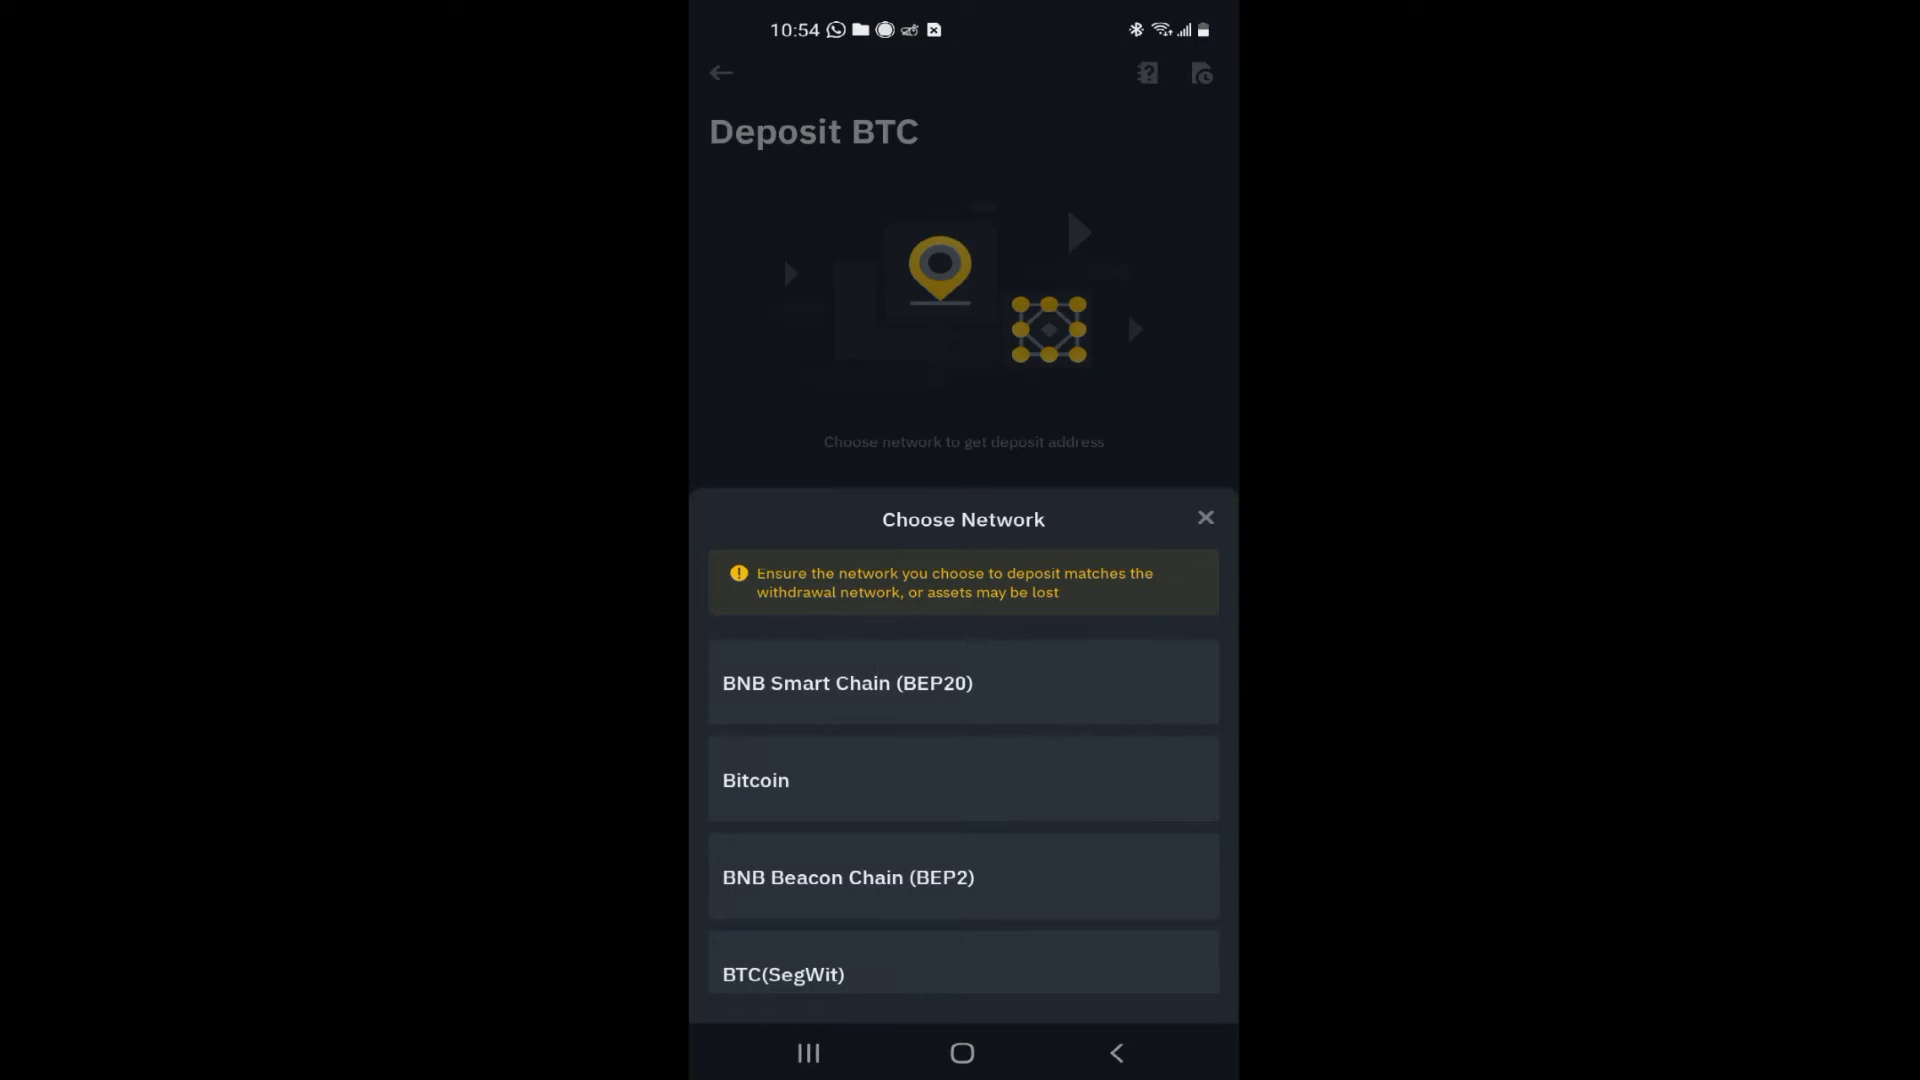 10:54
Deposit BTC
Choose network to get deposit address
Choose Network
Ensure the network you choose to deposit matches the
withdrawal network, or assets may be lost
BNB Smart Chain (BEP20)
Bitcoin
BNB Beacon Chain (BEP2)
BTC(SegWit)